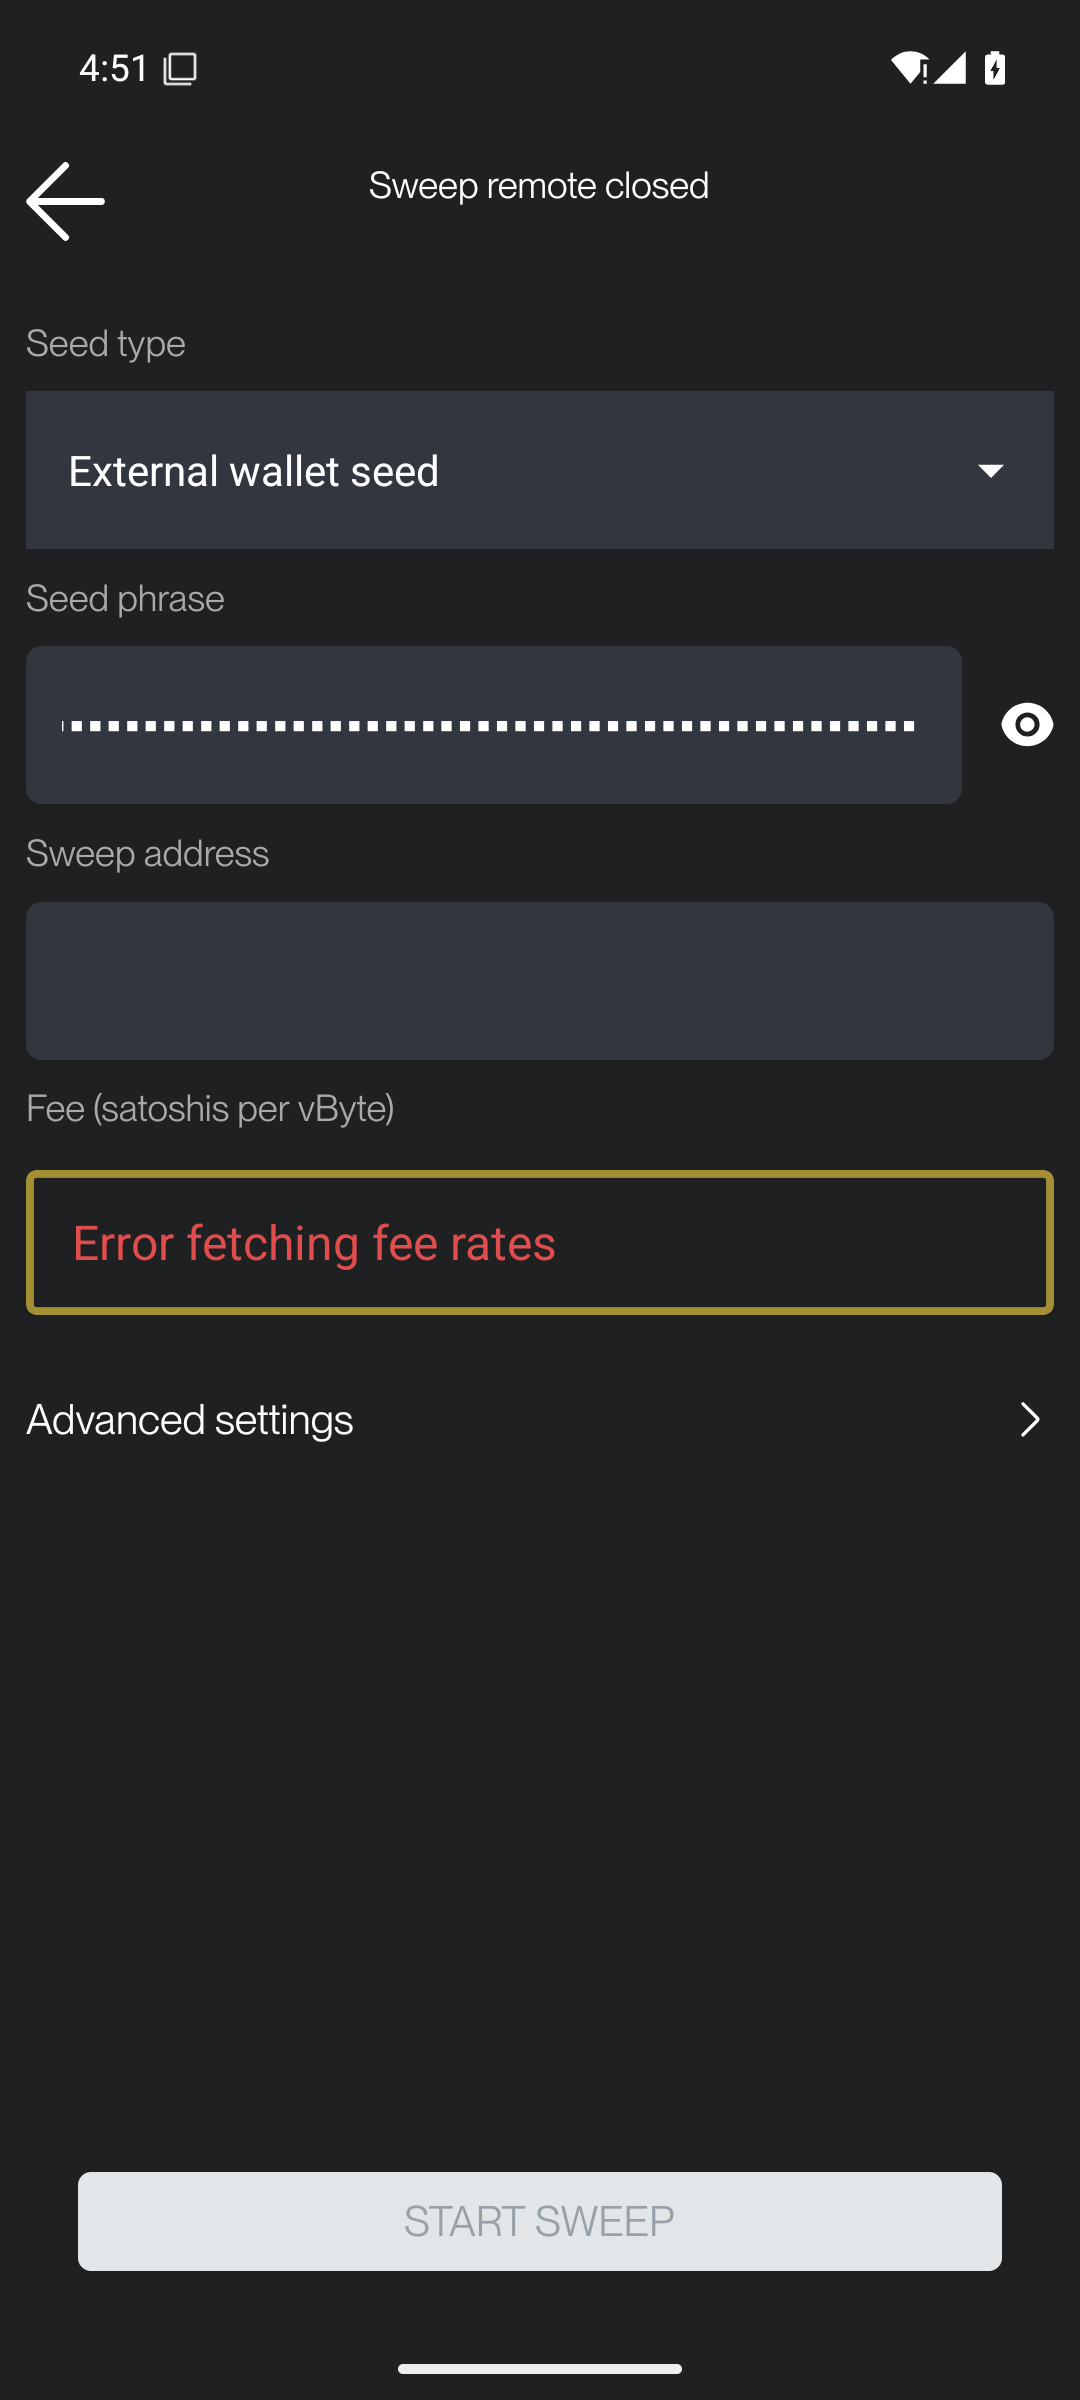 4:51
Sweep remote closed
Seed type
External wallet seed
Seed phrase
Sweep address
Fee (satoshis per vByte)
Error fetching fee rates
Advanced settings
START SWEEP